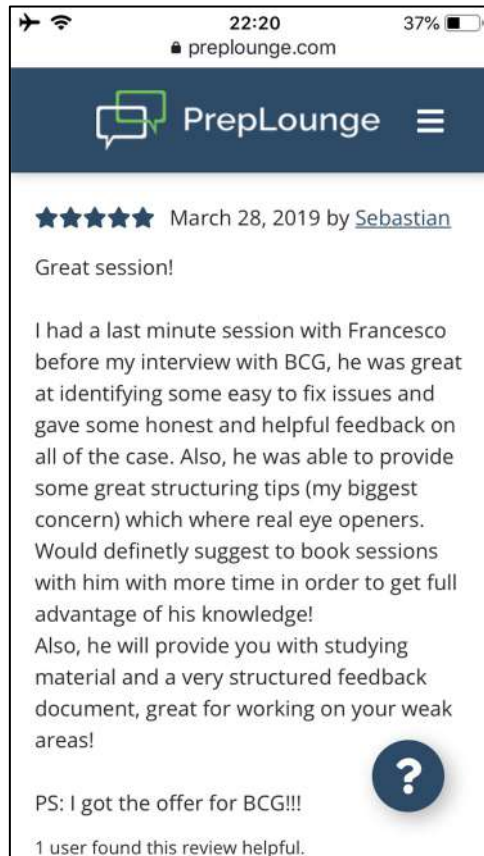 22:20
37%
preplounge.com
PrepLounge
March 28, 2019 by Sebastian
Great session!
I had a last minute session with Francesco
before my interview with BCG, he was great
at identifying some easy to fix issues and
gave some honest and helpful feedback on
all of the case. Also, he was able to provide
some great structuring tips (my biggest
concern) which where real eye openers.
Would definetly suggest to book sessions
with him with more time in order to get full
advantage of his knowledge!
Also, he will provide you with studying
material and a very structured feedback
document, great for working on your weak
areas!
?
PS: I got the offer for BCG!!!
1 user found this review helpful.